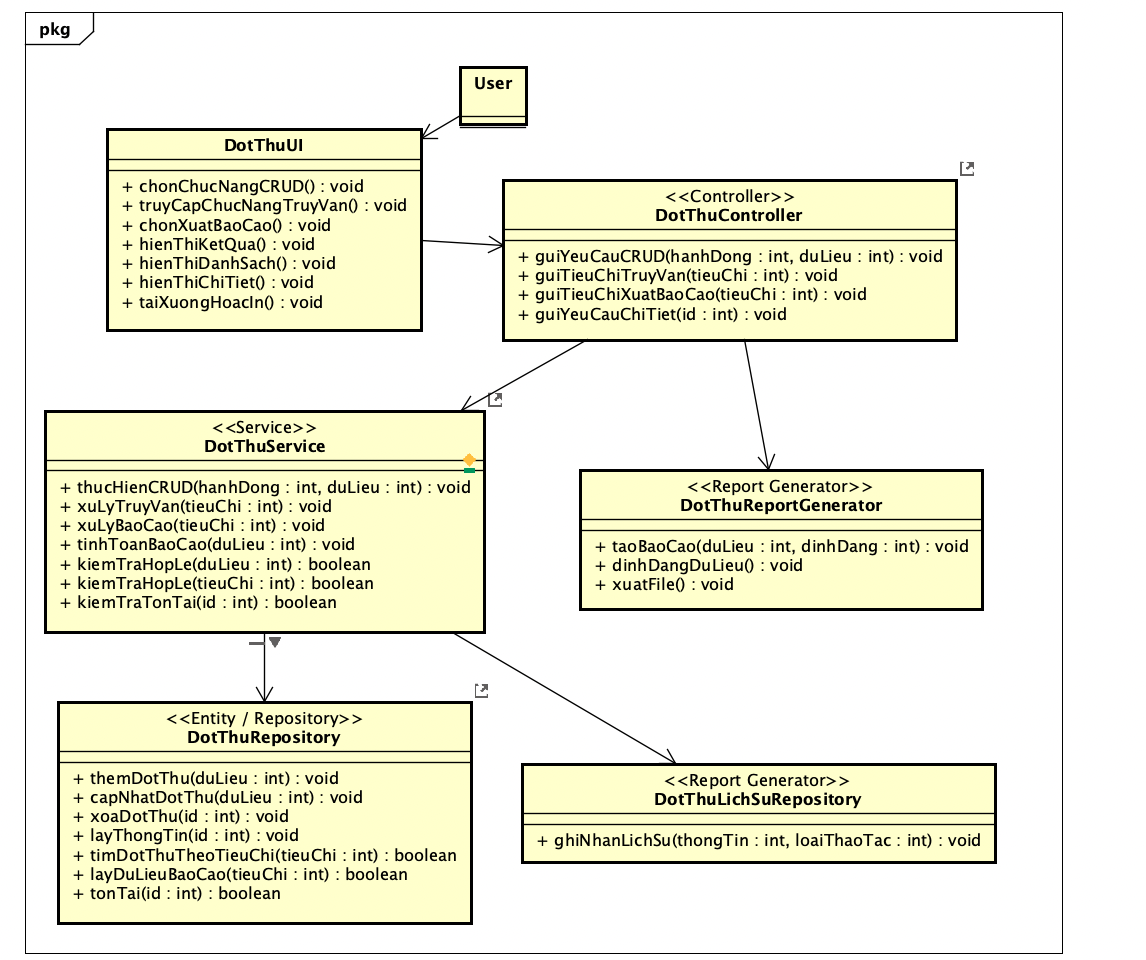 pkg
User
DotThuUI
+ chonChucNangCRUD() : void
+ truyCapChucNangTruyVan() : void
+ chonXuatBaoCao() : void
+ hienThiKetQua() : void
+ hienThiDanhSach() : void
+ hienThiChiTiet() : void
+ taiXuongHoacIn() : void
<<Controller>>
DotThuController
+ guiYeuCauCRUD(hanhDong : int, duLieu : int) : void
+ guiTieuChiTruyVan(tieuChi : int) : void
+ guiTieuChiXuatBaoCao(tieuChi : int) : void
+ guiYeuCauChiTiet(id : int) : void
<<Service>>
DotThuService
+ thucHienCRUD(hanhDong : int, duLieu : int) : void
+ xuLyTruyVan(tieuChi : int) : void
+ xuLyBaoCao(tieuChi : int) : void
+ tinhToanBaoCao(duLieu : int) : void
+ kiemTraHopLe(duLieu : int) : boolean
+ kiemTraHopLe(tieuChi : int) : boolean
+ kiemTraTonTai(id : int) : boolean
<<Report Generator>>
DotThuReportGenerator
+ taoBaoCao(duLieu : int, dinhDang : int) : void
+ dinhDangDuLieu() : void
+ xuatFile() : void
<<Entity / Repository>>
DotThuRepository
+ themDotThu(duLieu : int) : void
+ capNhatDotThu(duLieu : int) : void
+ xoaDotThu(id : int) : void
+ layThongTin(id : int) : void
+ timDotThuTheoTieuChi(tieuChi : int) : boolean
+ layDuLieuBaoCao(tieuChi : int) : boolean
+ tonTai(id : int) : boolean
<<Report Generator>>
DotThuLichSuRepository
+ ghiNhanLichSu(thongTin : int, loaiThaoTac : int) : void